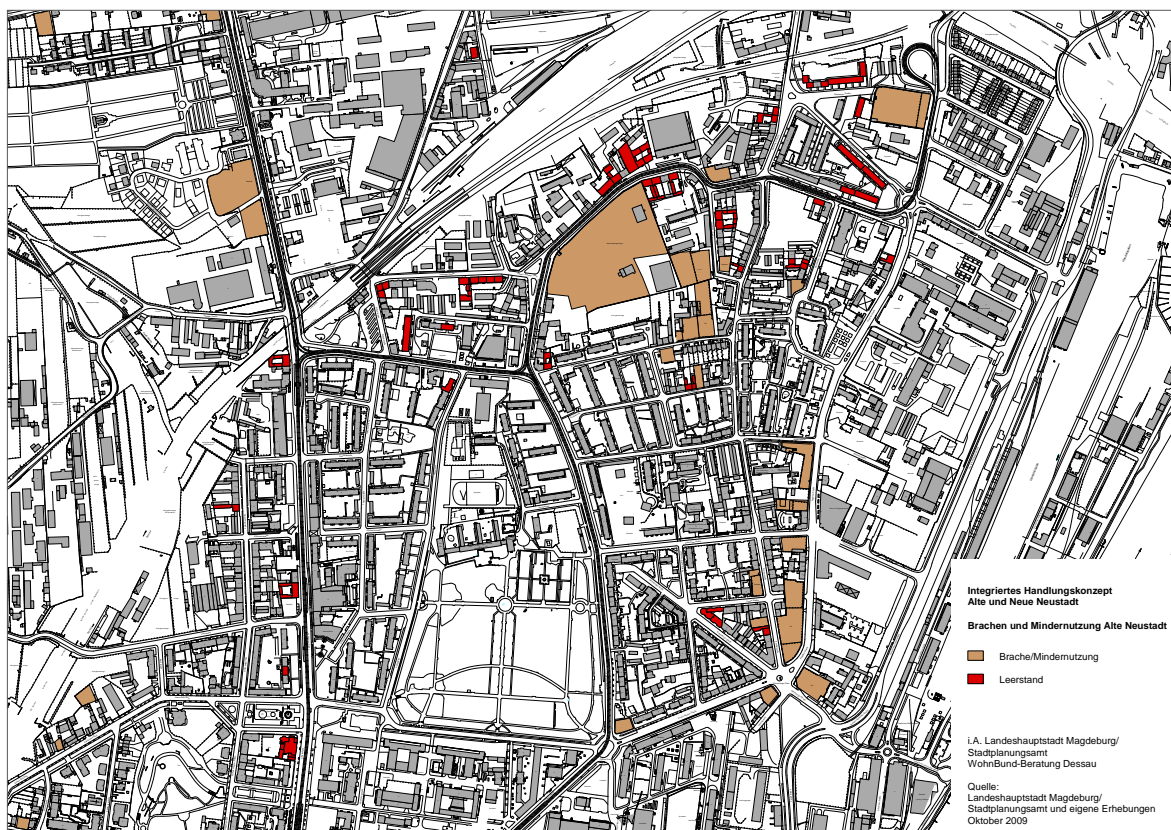 Integriertes Handlungskonzept
Alte und Neue Neustadt
Brachen und Mindernutzung Alte Neustadt
Brache/Mindernutzung
Leerstand
i.A. Landeshauptstadt Magdeburg/
Stadtplanungsamt
WohnBund-Beratung Dessau
Quelle:
Landeshauptstadt Magdeburg/
Stadtplanungsamt und eigene Erhebungen
Oktober 2009